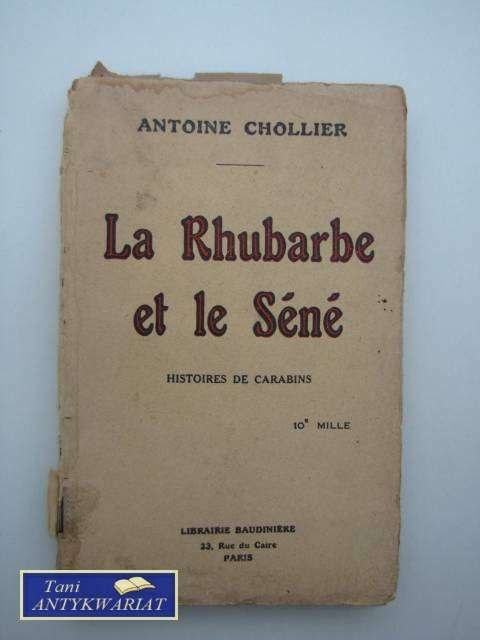 ANTOINE CHOLLIER
La Rhubarbe
et le Séné
HISTOIRES DE CARABINS
10e MILLE
LIBRAIRIE BAUDINIÈRE
23, Rue du Caire
PARIS
Tani
ANTYKWARIAT